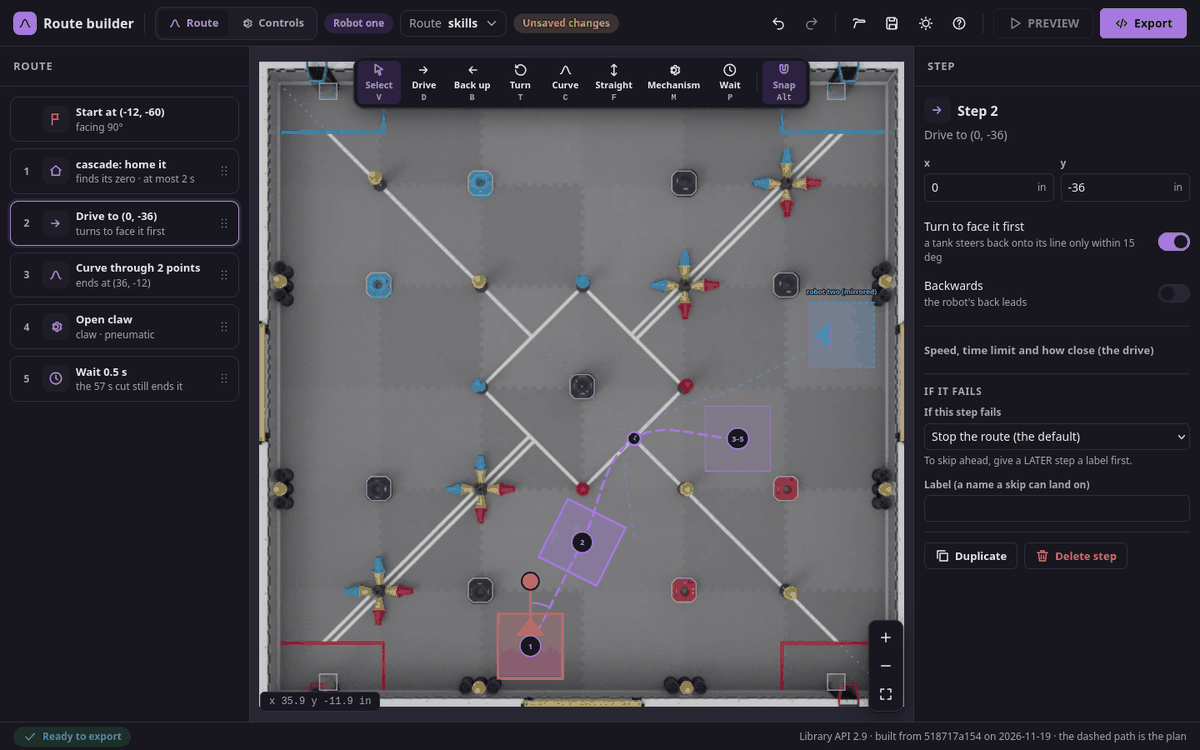 Route builder
Route
Controls
Robot one
Route skills
Unsaved changes
PREVIEW
Export
ROUTE
Start at (-12, -60)
facing 90°
1
cascade: home it
finds its zero · at most 2 s
2
Drive to (0, -36)
turns to face it first
3
Curve through 2 points
ends at (36, -12)
4
Open claw
claw · pneumatic
5
Wait 0.5 s
the 57 s cut still ends it
Select
V
Drive
D
Back up
B
Turn
T
Curve
C
Straight
F
Mechanism
M
Wait
P
Snap
Alt
robot two (mirrored)
3-5
2
1
x 35.9 y -11.9 in
STEP
Step 2
Drive to (0, -36)
x
y
0 in
-36 in
Turn to face it first
a tank steers back onto its line only within 15
deg
Backwards
the robot's back leads
Speed, time limit and how close (the drive)
IF IT FAILS
If this step fails
Stop the route (the default)
To skip ahead, give a LATER step a label first.
Label (a name a skip can land on)
Duplicate
Delete step
Ready to export
Library API 2.9 · built from 518717a154 on 2026-11-19 · the dashed path is the plan